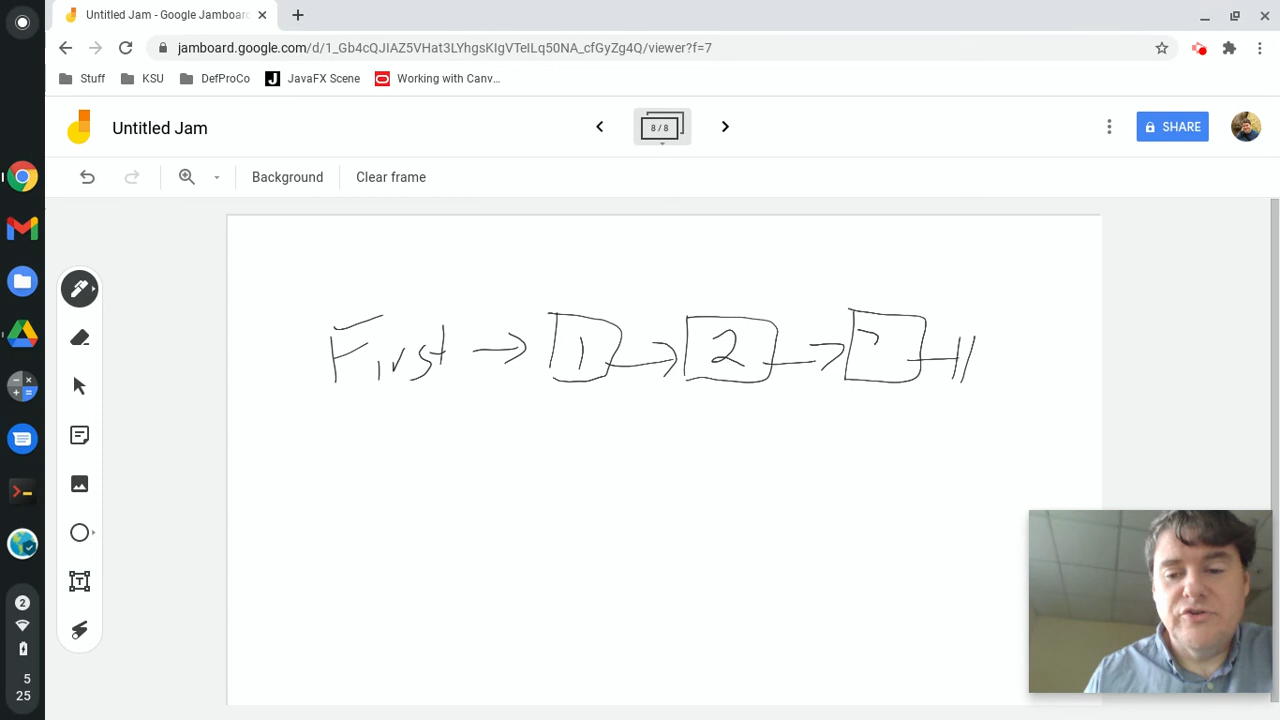 Untitled Jam - Google Jamboard
jamboard.google.com/d/1_Gb4cQJIAZ5VHat3LYhgsKIgVTeILq50NA_cfGyZg4Q/viewer?f=7
Stuff KSU DefProCo JavaFX Scene Working with Canv...
Untitled Jam 8 / 8 SHARE
Background Clear frame
First → 1 → 2 →
2
5
25